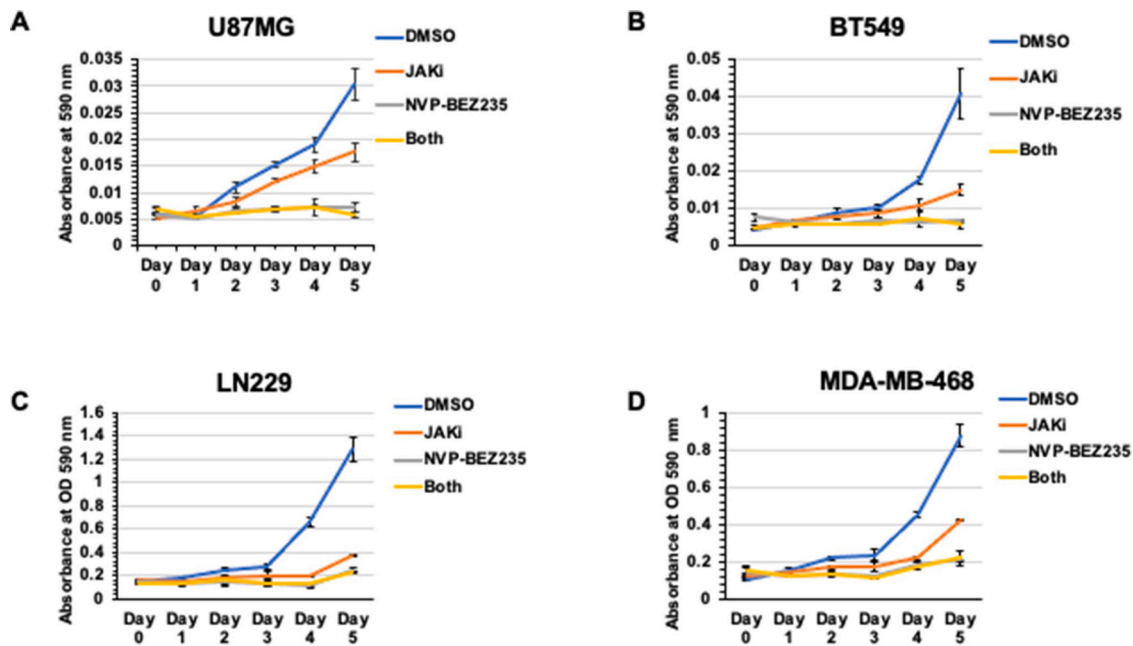 A
U87MG
Absorbance at 590 nm
0.035
0.03
0.025
0.02
0.015
0.01
0.005
0
Day 0
Day 1
Day 2
Day 3
Day 4
Day 5
DMSO
JAKi
NVP-BEZ235
Both
B
BT549
Absorbance at 590 nm
0.05
0.04
0.03
0.02
0.01
0
Day 0
Day 1
Day 2
Day 3
Day 4
Day 5
DMSO
JAKi
NVP-BEZ235
Both
C
LN229
Absorbance at OD 590 nm
1.6
1.4
1.2
1
0.8
0.6
0.4
0.2
0
Day 0
Day 1
Day 2
Day 3
Day 4
Day 5
DMSO
JAKi
NVP-BEZ235
Both
D
MDA-MB-468
Absorbance at OD 590 nm
1
0.8
0.6
0.4
0.2
0
Day 0
Day 1
Day 2
Day 3
Day 4
Day 5
DMSO
JAKi
NVP-BEZ235
Both